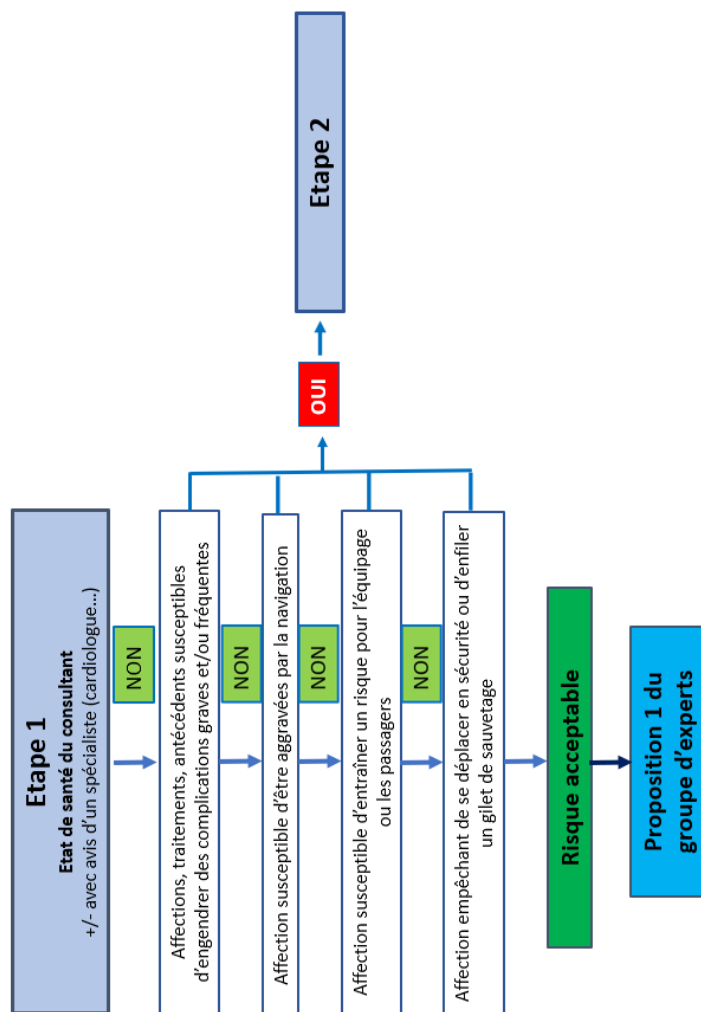 Etape 1
Etat de santé du consultant
+/- avec avis d'un spécialiste (cardiologue...)
NON
Affections, traitements, antécédents susceptibles
d'engendrer des complications graves et/ou fréquentes
NON
Affection susceptible d'être aggravées par la navigation
NON
Affection susceptible d'entraîner un risque pour l'équipage
ou les passagers
NON
Affection empêchant de se déplacer en sécurité ou d'enfiler
un gilet de sauvetage
OUI
Etape 2
Risque acceptable
Proposition 1 du
groupe d'experts